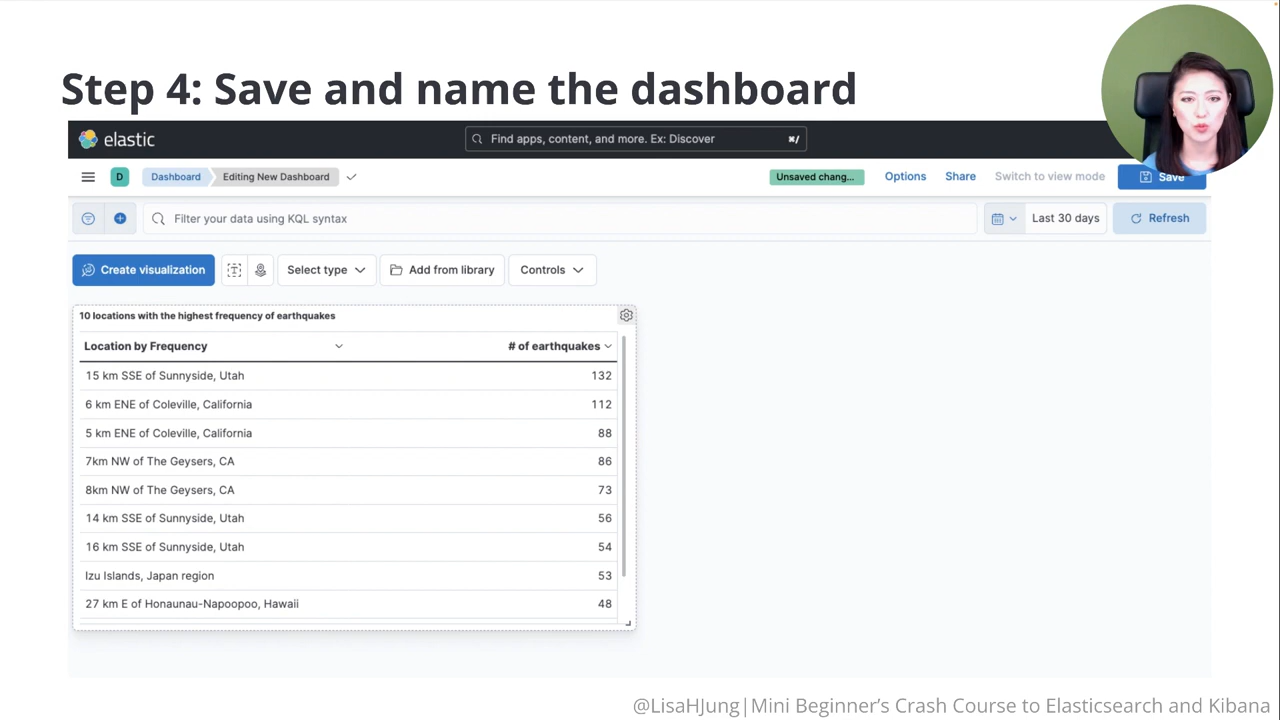 Step 4: Save and name the dashboard
elastic
Find apps, content, and more. Ex: Discover
⌘/
D
Dashboard
Editing New Dashboard
Unsaved chang...
Options
Share
Switch to view mode
Save
Filter your data using KQL syntax
Last 30 days
Refresh
Create visualization
T
Select type
Add from library
Controls
10 locations with the highest frequency of earthquakes
Location by Frequency # of earthquakes
15 km SSE of Sunnyside, Utah 132
6 km ENE of Coleville, California 112
5 km ENE of Coleville, California 88
7km NW of The Geysers, CA 86
8km NW of The Geysers, CA 73
14 km SSE of Sunnyside, Utah 56
16 km SSE of Sunnyside, Utah 54
Izu Islands, Japan region 53
27 km E of Honaunau-Napoopoo, Hawaii 48
@LisaHJung|Mini Beginner’s Crash Course to Elasticsearch and Kibana